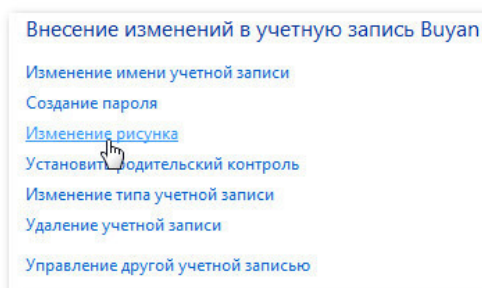 Внесение изменений в учетную запись Buyan
Изменение имени учетной записи
Создание пароля
Изменение рисунка
Установить родительский контроль
Изменение типа учетной записи
Удаление учетной записи
Управление другой учетной записью